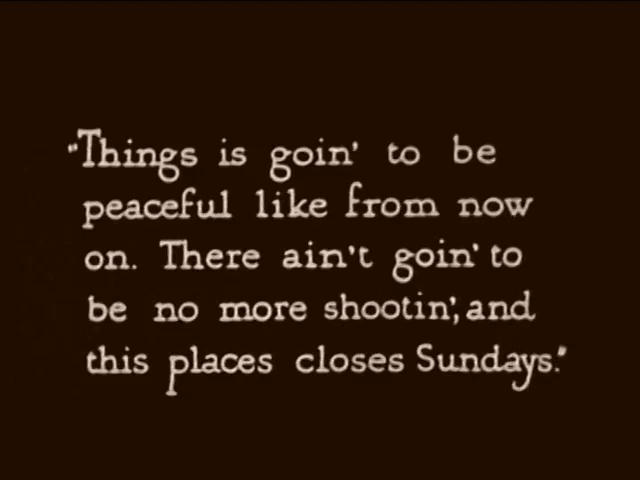 "Things is goin' to be
peaceful like from now
on. There ain't goin' to
be no more shootin', and
this places closes Sundays."